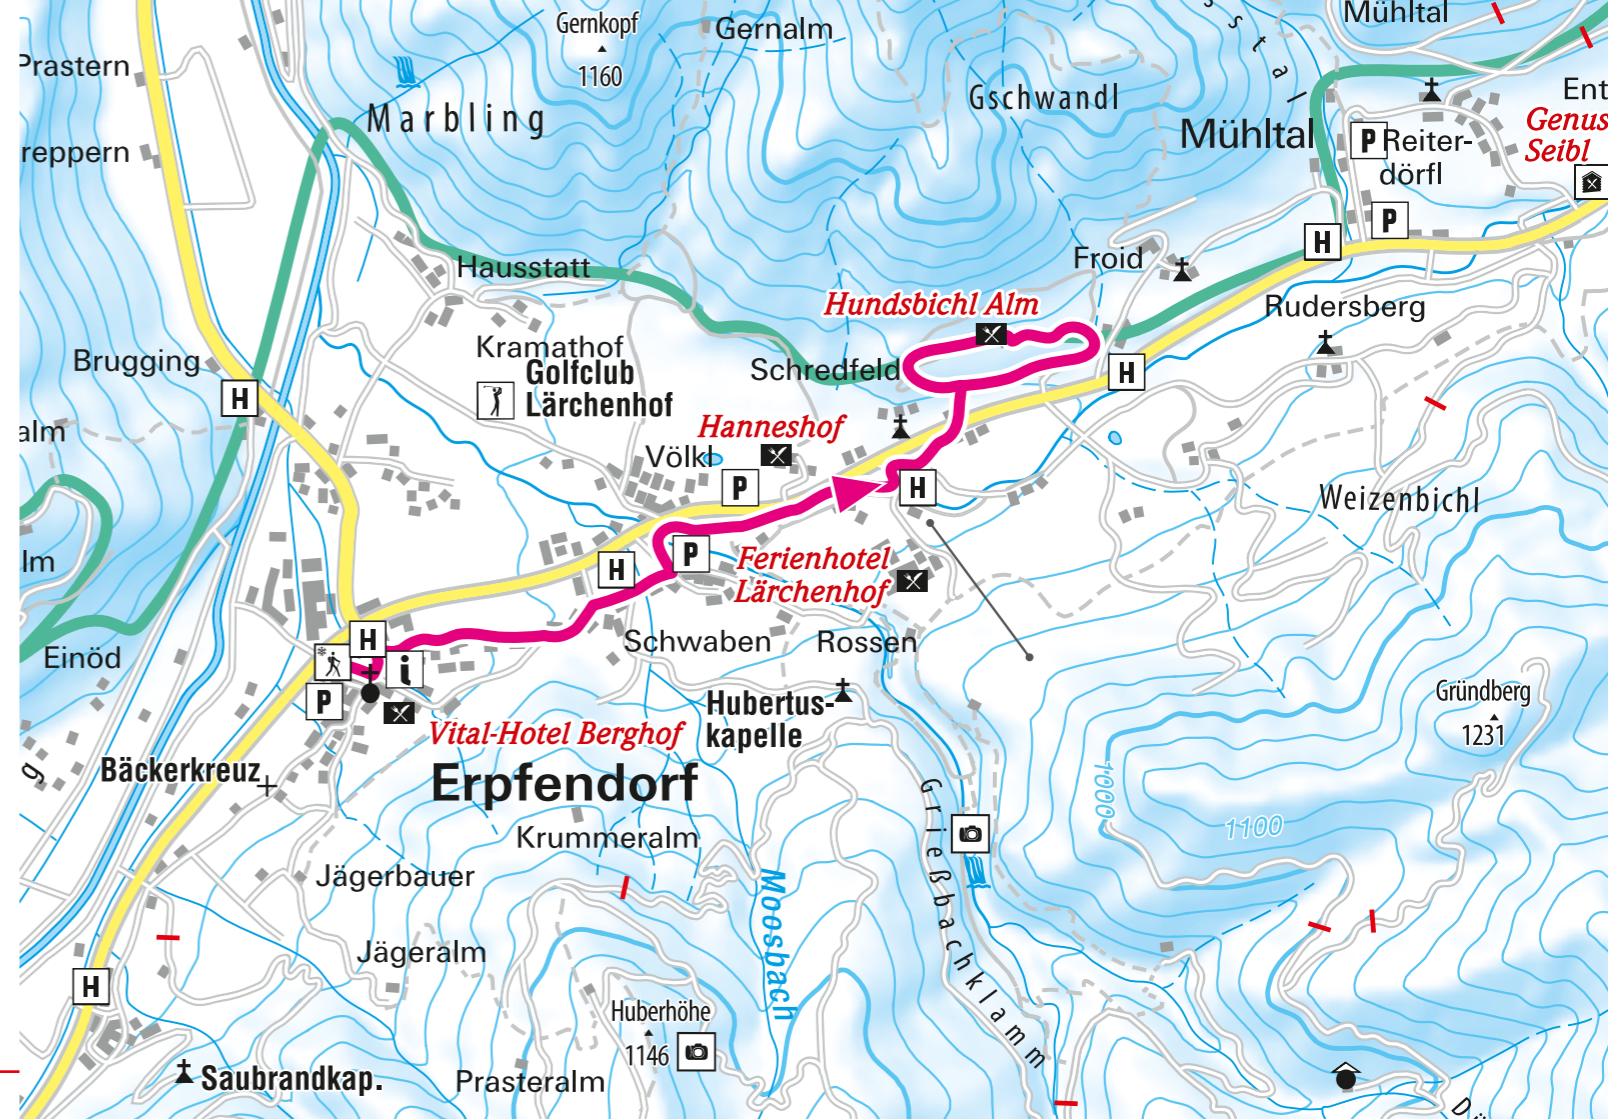 Gernkopf
1160
Gernalm
Mühltal
Prastern
Marbling
Gschwandl
Mühltal
P
Reiter-
dörfl
Genus
Seibl
Ent
reppern
P
H
Hausstatt
Froid
Rudersberg
Hundsbichl Alm
Brugging
Kramathof
Golfclub
Lärchenhof
Schredfeld
H
H
alm
Hanneshof
Völkl
P
H
Weizenbichl
lm
H
P
Ferienhotel
Lärchenhof
Einöd
H
i
P
Schwaben
Rossen
Hubertus-
kapelle
Gründberg
1231
Vital-Hotel Berghof
Erpfendorf
Bäckerkreuz
g
Krummeralm
1000
1100
Grießbachklamm
Jägerbauer
Moosbach
Jägeralm
H
Huberhöhe
1146
Saubrandkap.
Prasteralm